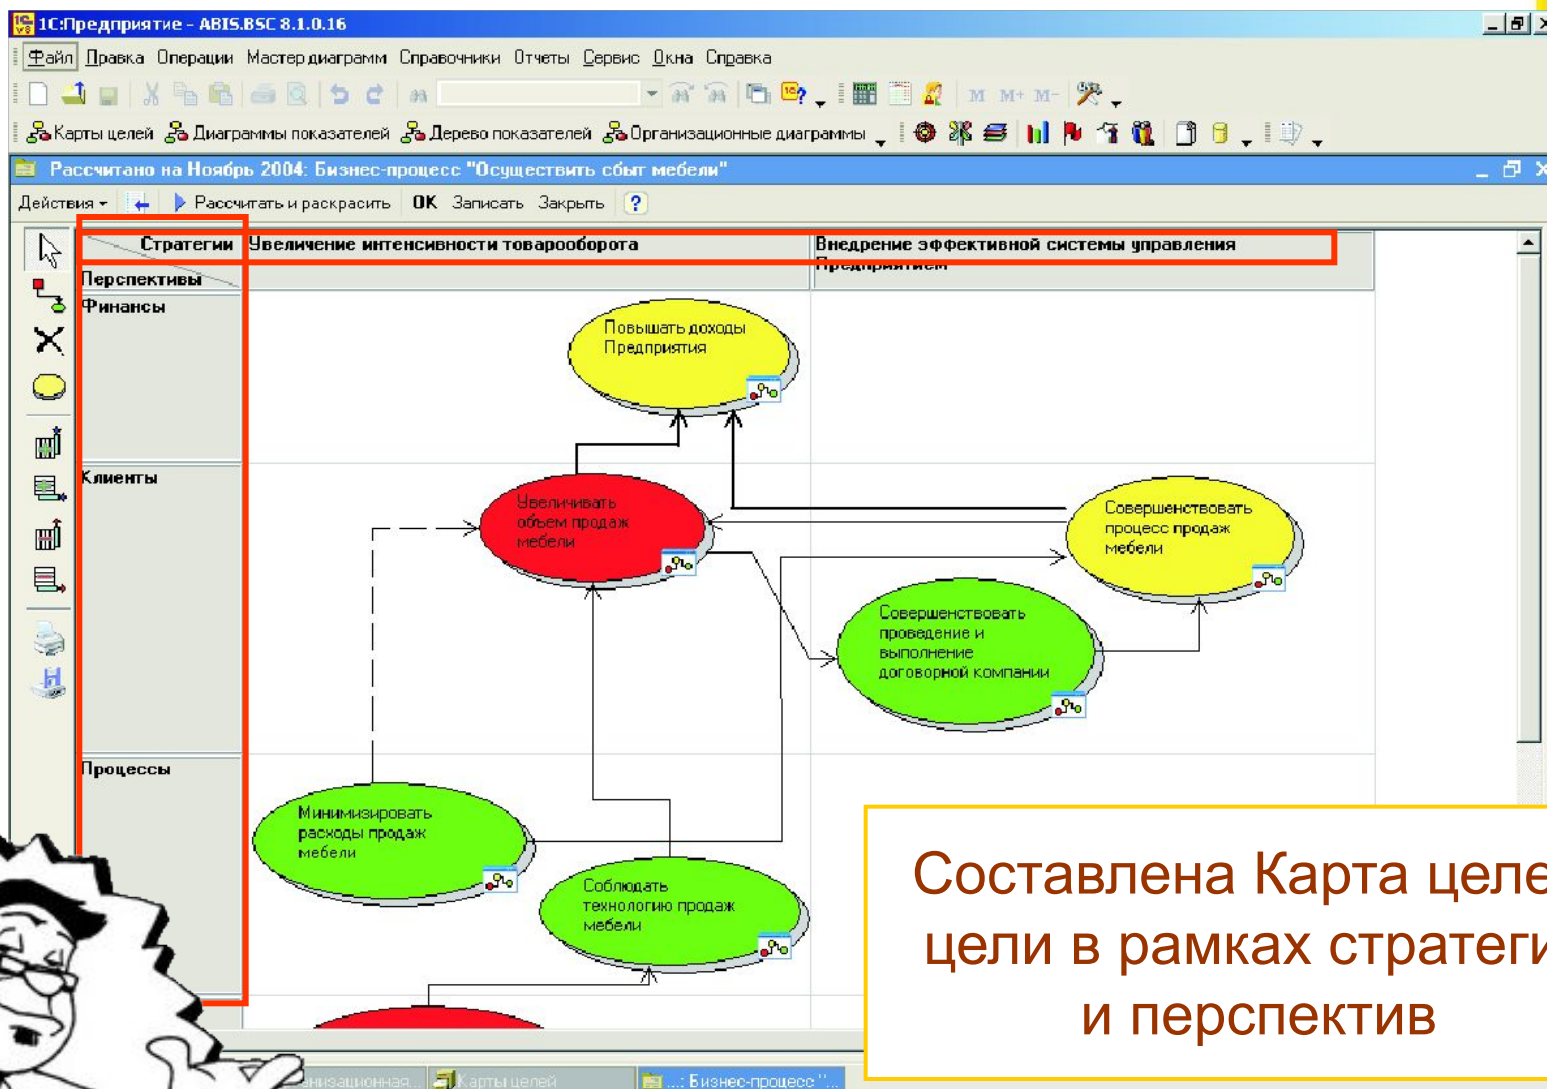 1С:Предприятие - ABIS.BSC 8.1.0.16
Файл Правка Операции Мастер диаграмм Справочники Отчеты Сервис Окна Справка
M M+ M-
Карты целей Диаграммы показателей Дерево показателей Организационные диаграммы
Рассчитано на Ноябрь 2004: Бизнес-процесс "Осуществить сбыт мебели"
Действия Рассчитать и раскрасить OK Записать Закрыть ?
Стратегии
Перспективы
Увеличение интенсивности товарооборота
Внедрение эффективной системы управления
Предприятием
Финансы
Повышать доходы
Предприятия
Клиенты
Увеличивать
объем продаж
мебели
Совершенствовать
процесс продаж
мебели
Совершенствовать
проведение и
выполнение
договорной компании
Процессы
Минимизировать
расходы продаж
мебели
Соблюдать
технологию продаж
мебели
Составлена Карта целе
цели в рамках стратеги
и перспектив
анизационная... Карты целей ...: Бизнес-процесс "...